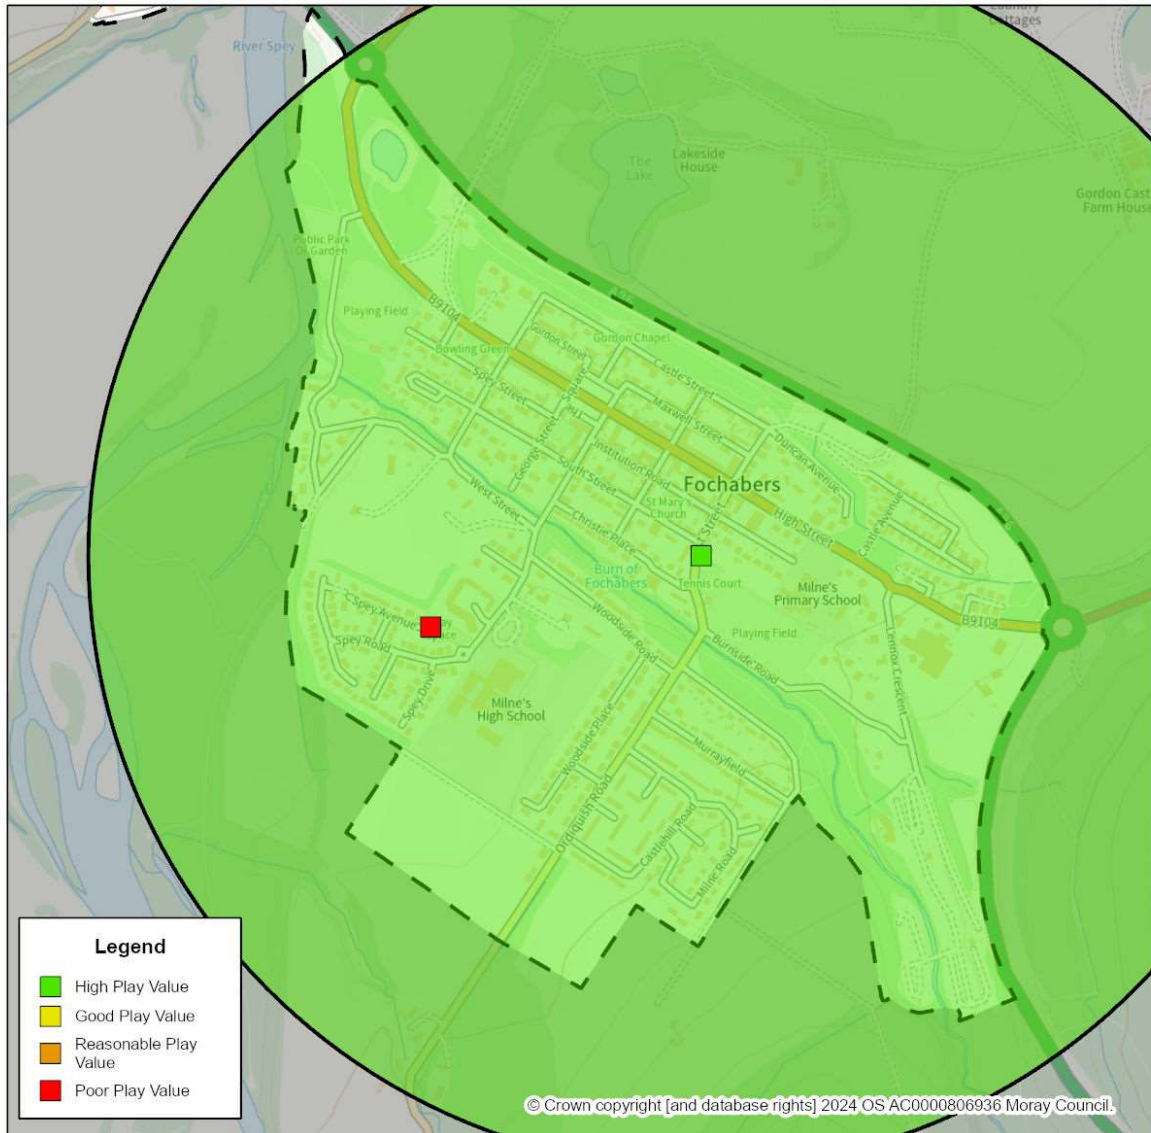 Laundry
Cottages
River Spey
Lakeside
House
The
Lake
Gordon Cast
Farm House
Public Park
Or Garden
A96
Playing Field
B9104
Gordon Chapel
Gordon Street
Bowling Green
Castle Street
Spey Street
Square
Maxwell Street
George Street
Institution Road
Duncan Avenue
South Street
Fochabers
West Street
St Mary's
Church
Street
High Street
Castle Avenue
A96
Christie Place
Burn of
Fochabers
Tennis Court
Milne's
Primary School
Spey Avenue
Woodside Road
Playing Field
B9104
Spey Road
Burnside Road
Lennox Crescent
Spey Drive
Milne's
High School
Woodside Place
Murrayfield
Ordiquish Road
Castlehill Road
Milne Road
Legend
High Play Value
Good Play Value
Reasonable Play
Value
Poor Play Value
© Crown copyright [and database rights] 2024 OS AC0000806936 Moray Council.